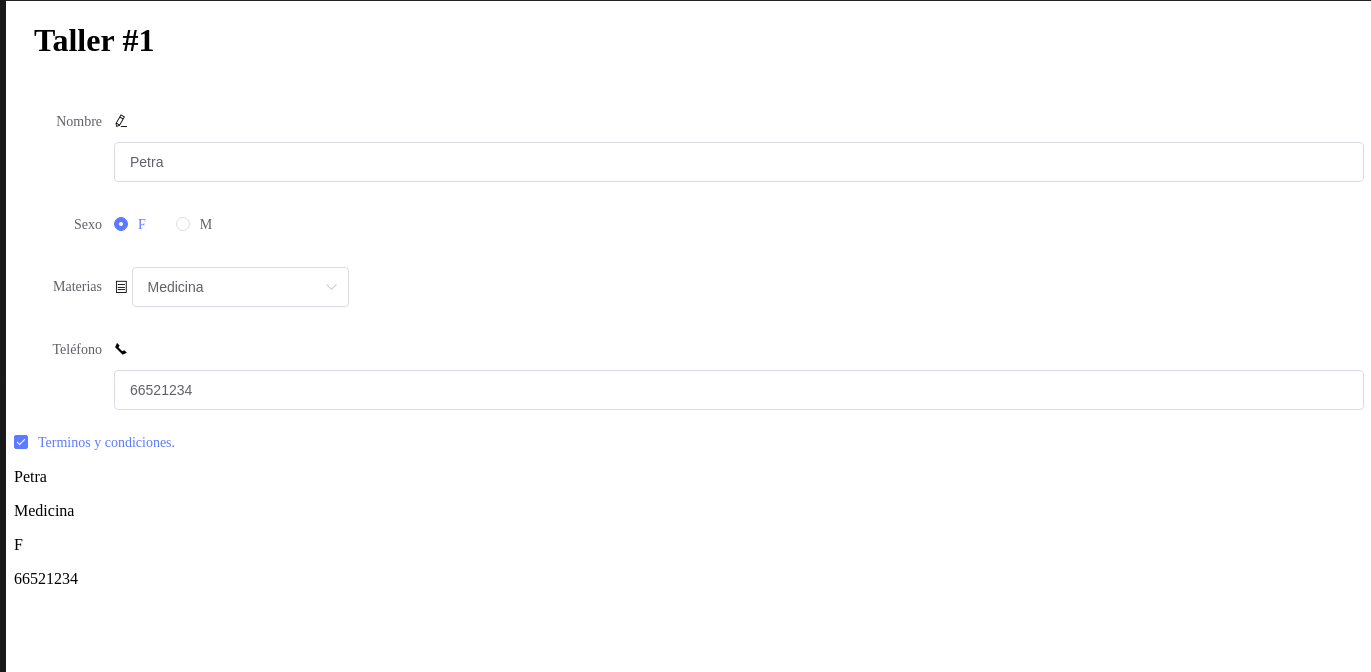 Taller #1
Nombre
Petra
Sexo F M
Materias Medicina
Teléfono
66521234
Terminos y condiciones.
Petra
Medicina
F
66521234